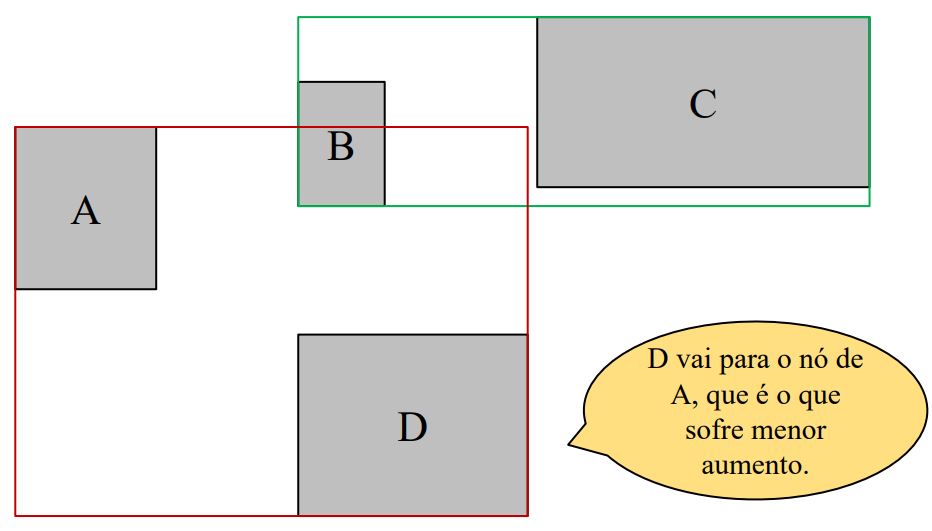 C
B
A
D
D vai para o nó de
A, que é o que
sofre menor
aumento.